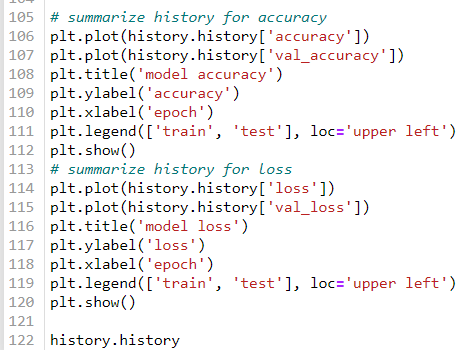 105 # summarize history for accuracy
106 plt.plot(history.history['accuracy'])
107 plt.plot(history.history['val_accuracy'])
108 plt.title('model accuracy')
109 plt.ylabel('accuracy')
110 plt.xlabel('epoch')
111 plt.legend(['train', 'test'], loc='upper left')
112 plt.show()
113 # summarize history for loss
114 plt.plot(history.history['loss'])
115 plt.plot(history.history['val_loss'])
116 plt.title('model loss')
117 plt.ylabel('loss')
118 plt.xlabel('epoch')
119 plt.legend(['train', 'test'], loc='upper left')
120 plt.show()
121
122 history.history